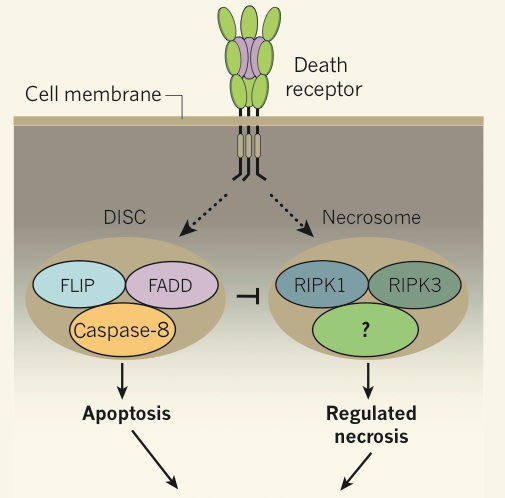 Death
receptor
Cell membrane
DISC
Necrosome
FLIP
FADD
RIPK1
RIPK3
Caspase-8
?
Apoptosis
Regulated
necrosis